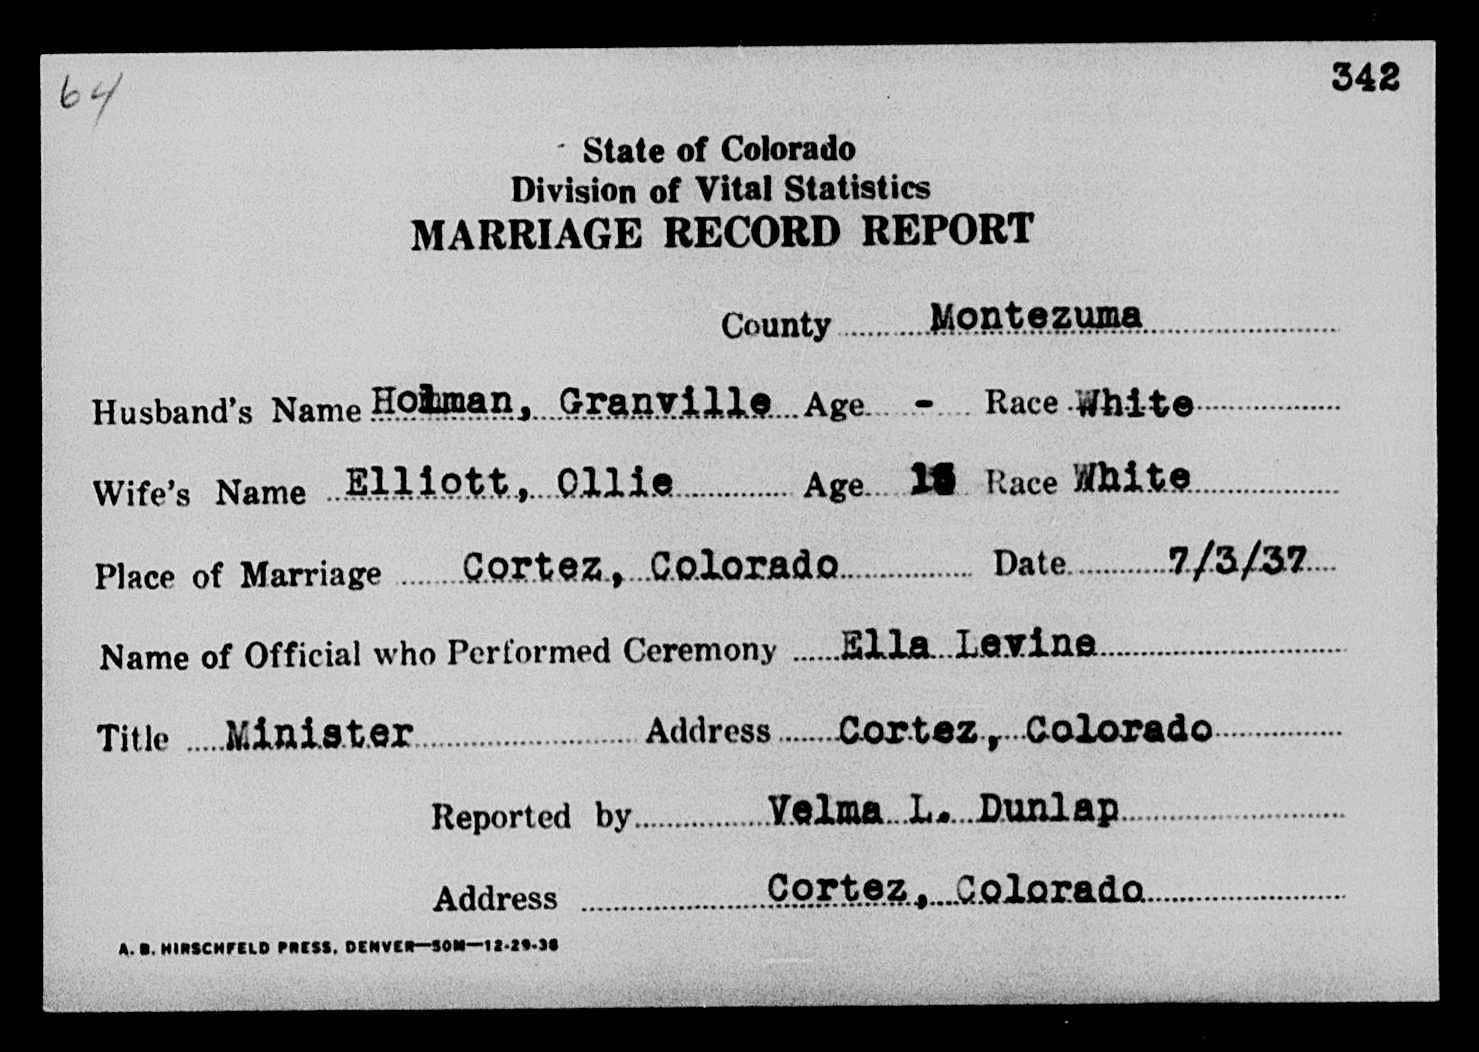 64
342
State of Colorado
Division of Vital Statistics
MARRIAGE RECORD REPORT
County Montezuma
Husband's Name Holman, Granville Age - Race White
Wife's Name Elliott, Ollie Age Race White
Place of Marriage Cortez, Colorado Date 7/3/37
Name of Official who Performed Ceremony Ella Levine
Title Minister Address Cortez, Colorado
Reported by Velma L. Dunlap
Address Cortez, Colorado
A. B. HIRSCHFELD PRESS, DENVER—50M—12-29-36